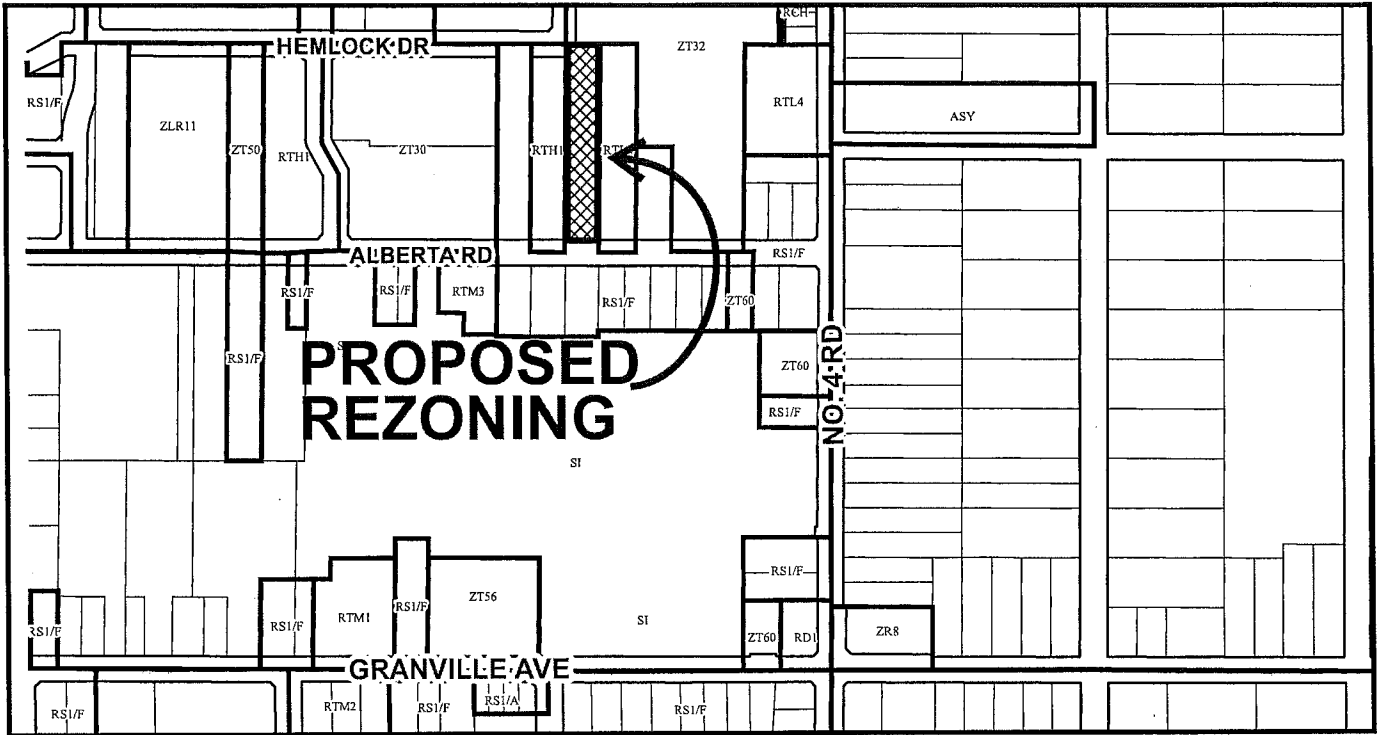 RCH
HEMLOCK DR
ZT32
RS1/F
ZLR11
ZT50
RTH1
ZT30
RTH1
RTL4
ASY
ALBERTA RD
RS1/F
RS1/F
RS1/F
RTM3
RS1/F
ZT60
RS1/F
PROPOSED
REZONING
ZT60
RS1/F
NO. 4 RD
SI
RS1/F
RS1/F
RS1/F
RTM1
RS1/F
ZT56
SI
ZT60
RD1
ZR8
GRANVILLE AVE
RS1/F
RTM2
RS1/F
RS1/A
RS1/F